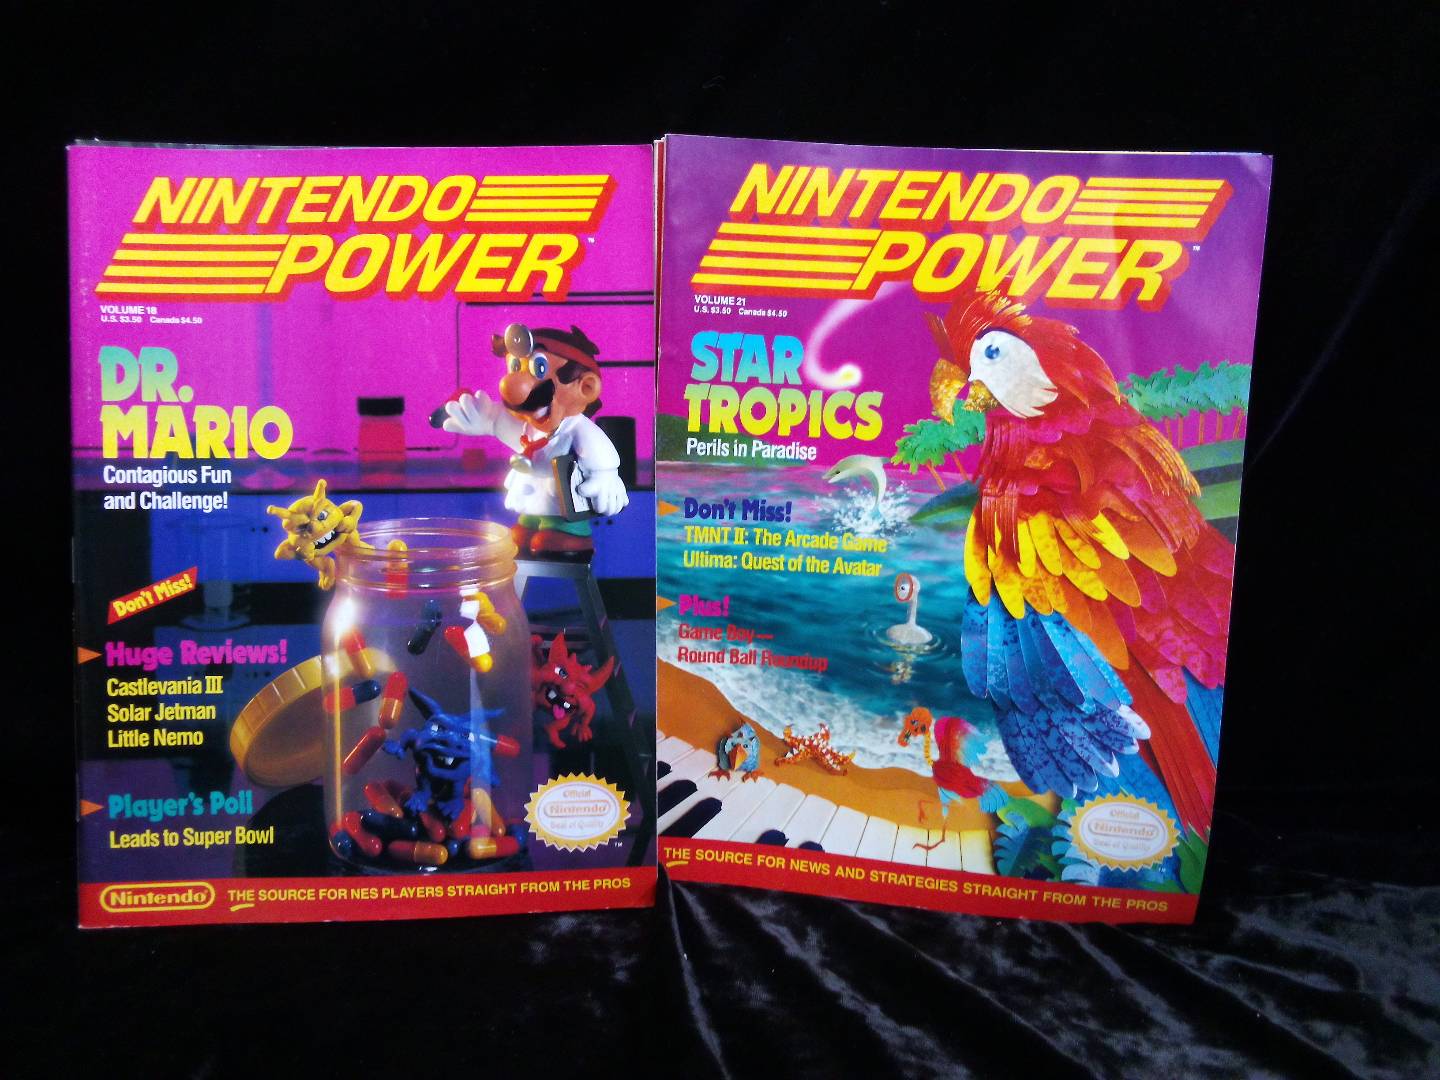 NINTENDO
POWER
™
VOLUME 18
U.S. $3.50 Canada $4.50
DR.
MARIO
Contagious Fun
and Challenge!
Don't Miss!
Huge Reviews!
Castlevania III
Solar Jetman
Little Nemo
Player's Poll
Leads to Super Bowl
Official
Nintendo
Seal of Quality
™
Nintendo
THE SOURCE FOR NES PLAYERS STRAIGHT FROM THE PROS
NINTENDO
POWER
™
VOLUME 21
U.S. $3.50 Canada $4.50
STAR
TROPICS
Perils in Paradise
Don't Miss!
TMNT II: The Arcade Game
Ultima: Quest of the Avatar
Plus!
Game Boy—
Round Ball Roundup
Official
Nintendo
Seal of Quality
THE SOURCE FOR NEWS AND STRATEGIES STRAIGHT FROM THE PROS